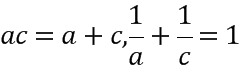 ac = a + c, 1/a + 1/c = 1